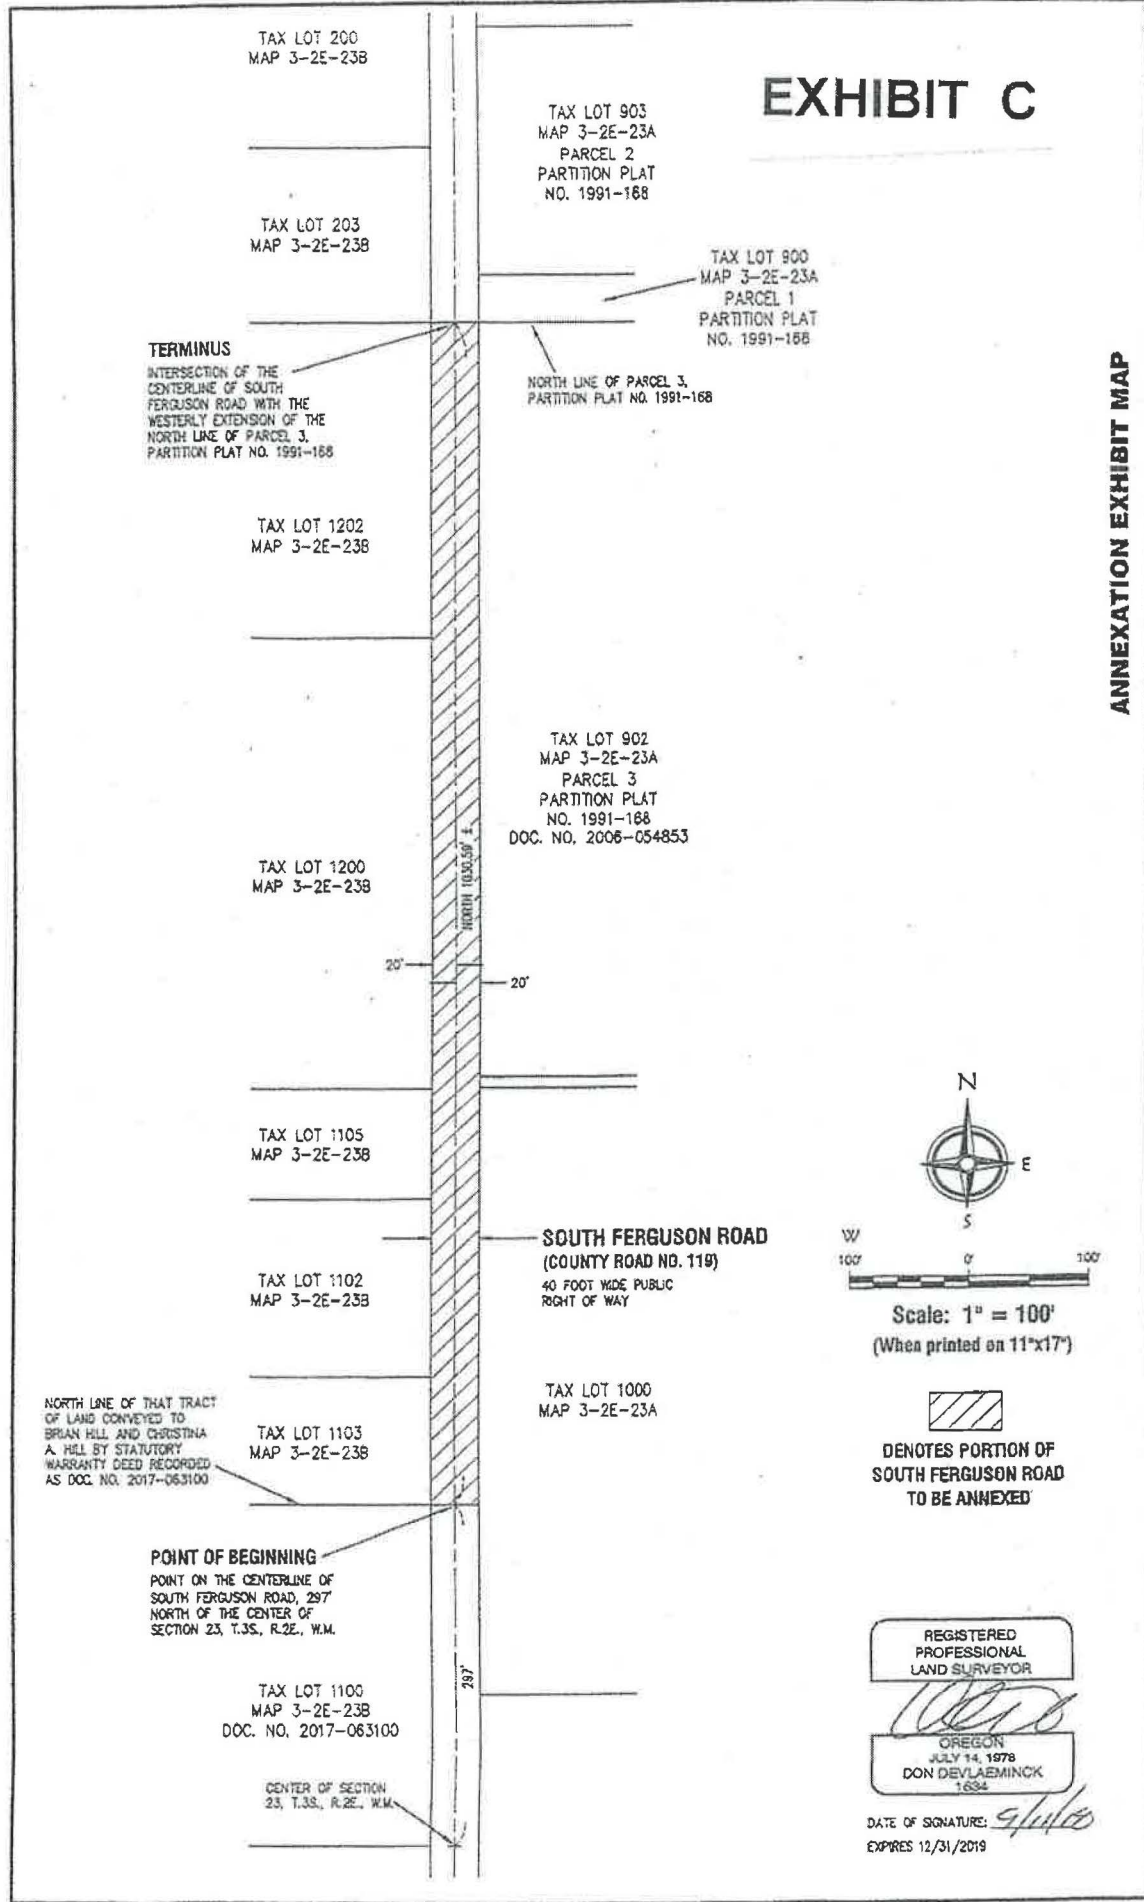 EXHIBIT C
TAX LOT 200
MAP 3-2E-23B
TAX LOT 903
MAP 3-2E-23A
PARCEL 2
PARTITION PLAT
NO. 1991-168
TAX LOT 203
MAP 3-2E-23B
TAX LOT 900
MAP 3-2E-23A
PARCEL 1
PARTITION PLAT
NO. 1991-168
TERMINUS
INTERSECTION OF THE
CENTERLINE OF SOUTH
FERGUSON ROAD WITH THE
WESTERLY EXTENSION OF THE
NORTH LINE OF PARCEL 3,
PARTITION PLAT NO. 1991-168
NORTH LINE OF PARCEL 3,
PARTITION PLAT NO. 1991-168
ANNEXATION EXHIBIT MAP
TAX LOT 1202
MAP 3-2E-23B
TAX LOT 902
MAP 3-2E-23A
PARCEL 3
PARTITION PLAT
NO. 1991-168
DOC. NO. 2006-054853
NORTH 1030.59' ±
TAX LOT 1200
MAP 3-2E-23B
20'
20'
TAX LOT 1105
MAP 3-2E-23B
N
E
S
W
SOUTH FERGUSON ROAD
(COUNTY ROAD NO. 119)
40 FOOT WIDE PUBLIC
RIGHT OF WAY
100' 0' 100'
Scale: 1" = 100'
(When printed on 11"x17")
TAX LOT 1102
MAP 3-2E-23B
TAX LOT 1000
MAP 3-2E-23A
NORTH LINE OF THAT TRACT
OF LAND CONVEYED TO
BRIAN HILL AND CHRISTINA
A. HILL BY STATUTORY
WARRANTY DEED RECORDED
AS DOC. NO. 2017-063100
TAX LOT 1103
MAP 3-2E-23B
DENOTES PORTION OF
SOUTH FERGUSON ROAD
TO BE ANNEXED
POINT OF BEGINNING
POINT ON THE CENTERLINE OF
SOUTH FERGUSON ROAD, 297'
NORTH OF THE CENTER OF
SECTION 23, T.3S., R.2E., W.M.
297'
TAX LOT 1100
MAP 3-2E-23B
DOC. NO. 2017-063100
CENTER OF SECTION
23, T.3S., R.2E., W.M.
REGISTERED
PROFESSIONAL
LAND SURVEYOR
OREGON
JULY 14, 1978
DON DEVLAEMINCK
1634
DATE OF SIGNATURE:
EXPIRES 12/31/2019